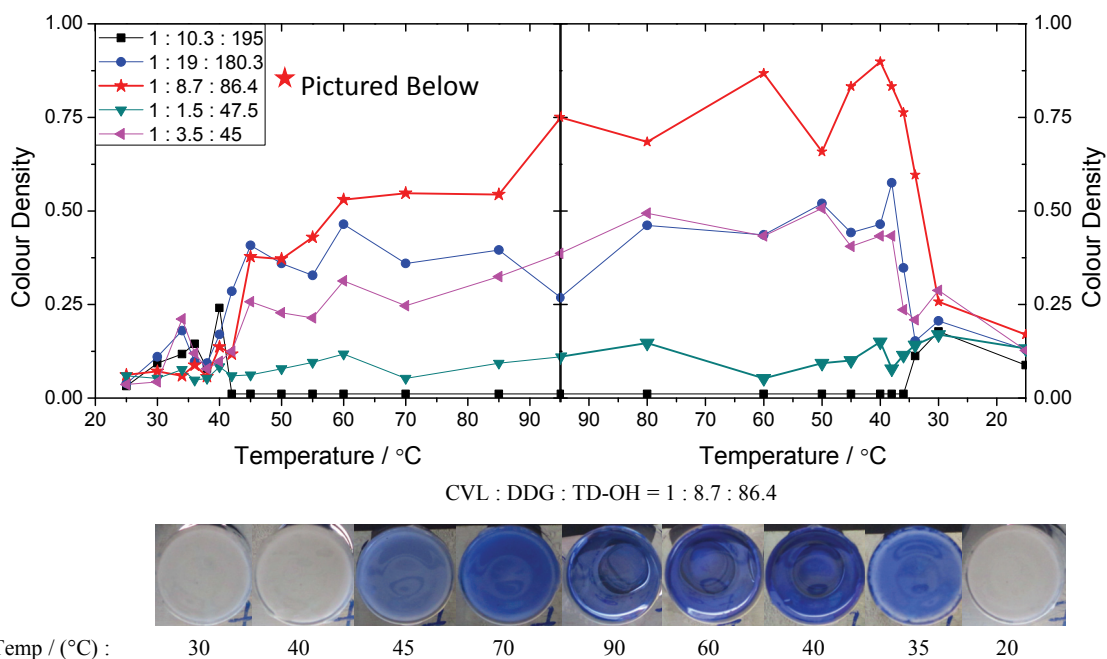 1.00
0.75
0.50
0.25
0.00
Colour Density
1 : 10.3 : 195
1 : 19 : 180.3
1 : 8.7 : 86.4
1 : 1.5 : 47.5
1 : 3.5 : 45
Pictured Below
1.00
0.75
0.50
0.25
0.00
Colour Density
20 30 40 50 60 70 80 90 90 80 70 60 50 40 30 20
Temperature / °C Temperature / °C
CVL : DDG : TD-OH = 1 : 8.7 : 86.4
Temp / (°C) : 30 40 45 70 90 60 40 35 20